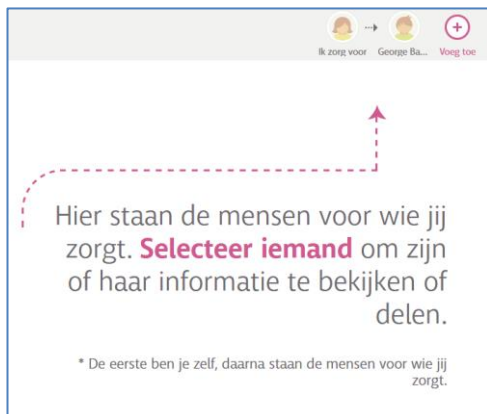 Ik zorg voor George Ba... Voeg toe
Hier staan de mensen voor wie jij
zorgt. Selecteer iemand om zijn
of haar informatie te bekijken of
delen.
* De eerste ben je zelf, daarna staan de mensen voor wie jij
zorgt.